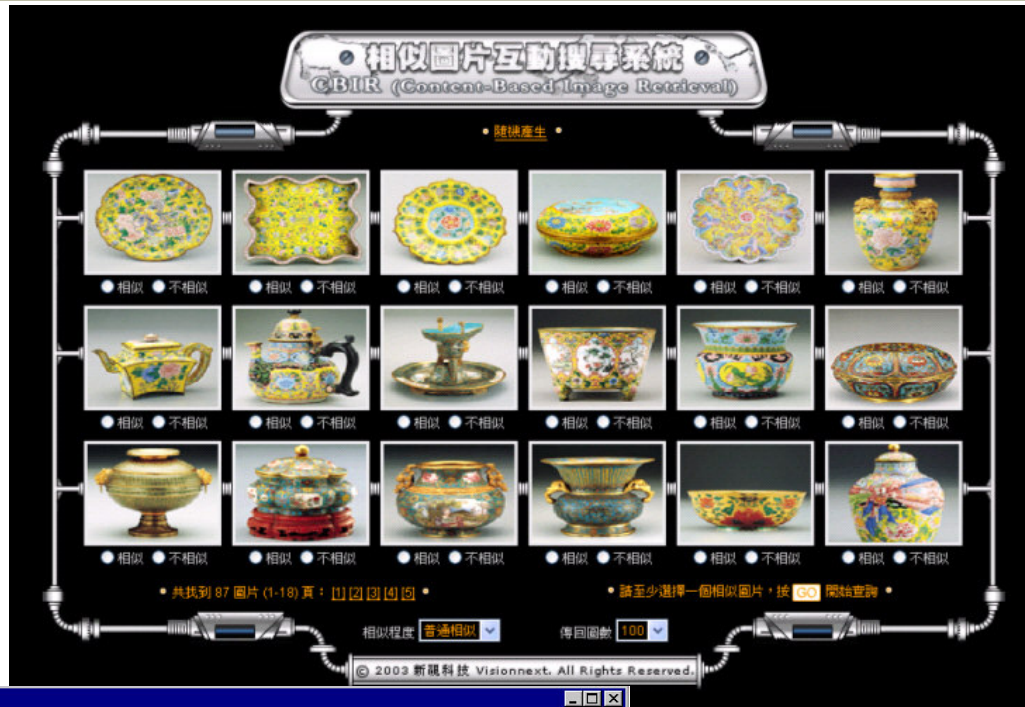 相似圖片互動搜尋系統
CBIR (Content-Based Image Retrieval)
• 隨機產生 •
相似 不相似 相似 不相似 相似 不相似 相似 不相似 相似 不相似 相似 不相似
相似 不相似 相似 不相似 相似 不相似 相似 不相似 相似 不相似 相似 不相似
相似 不相似 相似 不相似 相似 不相似 相似 不相似 相似 不相似 相似 不相似
• 共找到 87 圖片 (1-18) 頁： [1] [2] [3] [4] [5] •
• 請至少選擇一個相似圖片，按 GO 開始查詢 •
相似程度 普通相似 傳回圖數 100
© 2003 新視科技 Visionnext. All Rights Reserved.